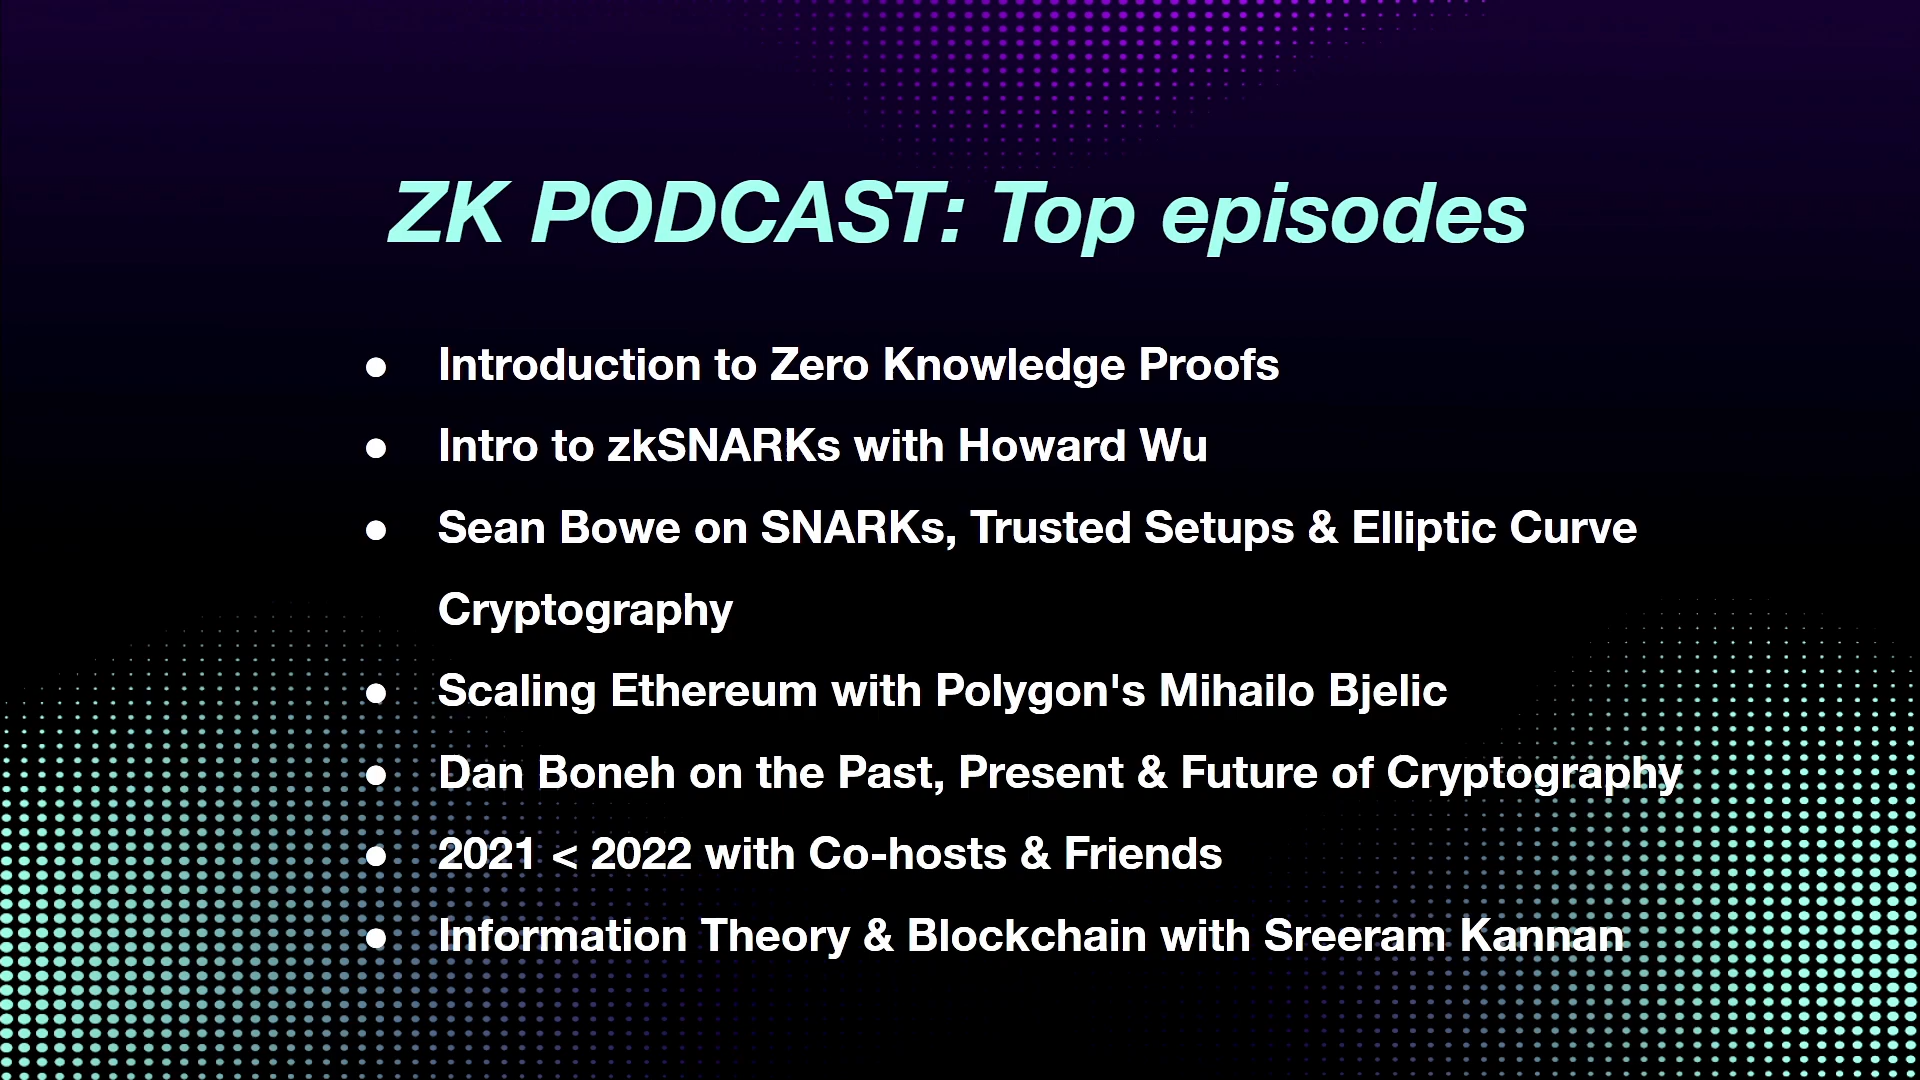 ZK PODCAST: Top episodes
● Introduction to Zero Knowledge Proofs
● Intro to zkSNARKs with Howard Wu
● Sean Bowe on SNARKs, Trusted Setups & Elliptic Curve
Cryptography
● Scaling Ethereum with Polygon's Mihailo Bjelic
● Dan Boneh on the Past, Present & Future of Cryptography
● 2021 < 2022 with Co-hosts & Friends
● Information Theory & Blockchain with Sreeram Kannan